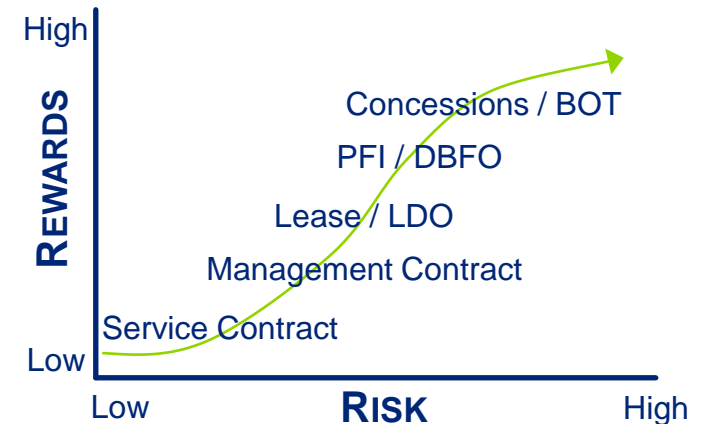 High
REWARDS
Concessions / BOT
PFI / DBFO
Lease / LDO
Management Contract
Service Contract
Low
Low
RISK
High